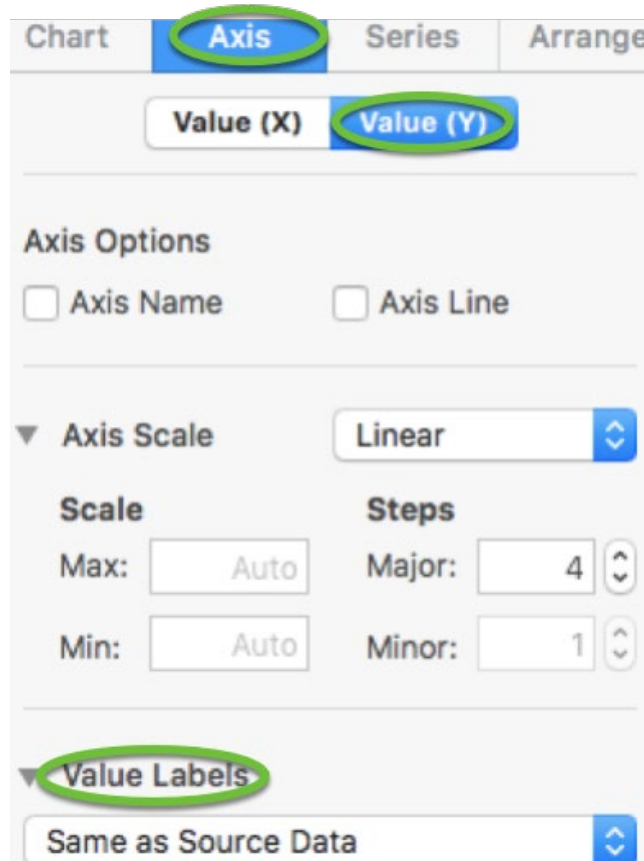 Chart Axis Series Arrange
Value (X) Value (Y)
Axis Options
Axis Name Axis Line
Axis Scale Linear
Scale Steps
Max: Auto Major: 4
Min: Auto Minor: 1
Value Labels
Same as Source Data